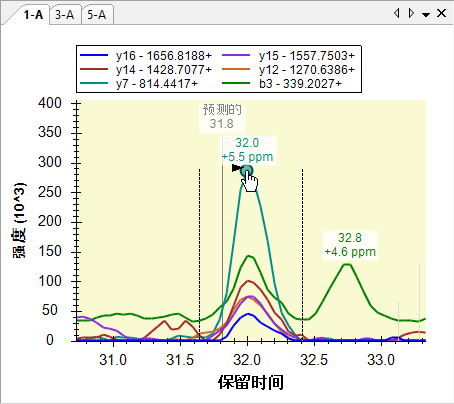 1-A 3-A 5-A
y16 - 1656.8188+ y15 - 1557.7503+
y14 - 1428.7077+ y12 - 1270.6386+
y7 - 814.4417+ b3 - 339.2027+
400
350
300
250
200
150
100
50
0
强度 (10^3)
预测的
31.8
32.0
+5.5 ppm
32.8
+4.6 ppm
31.0 31.5 32.0 32.5 33.0
保留时间